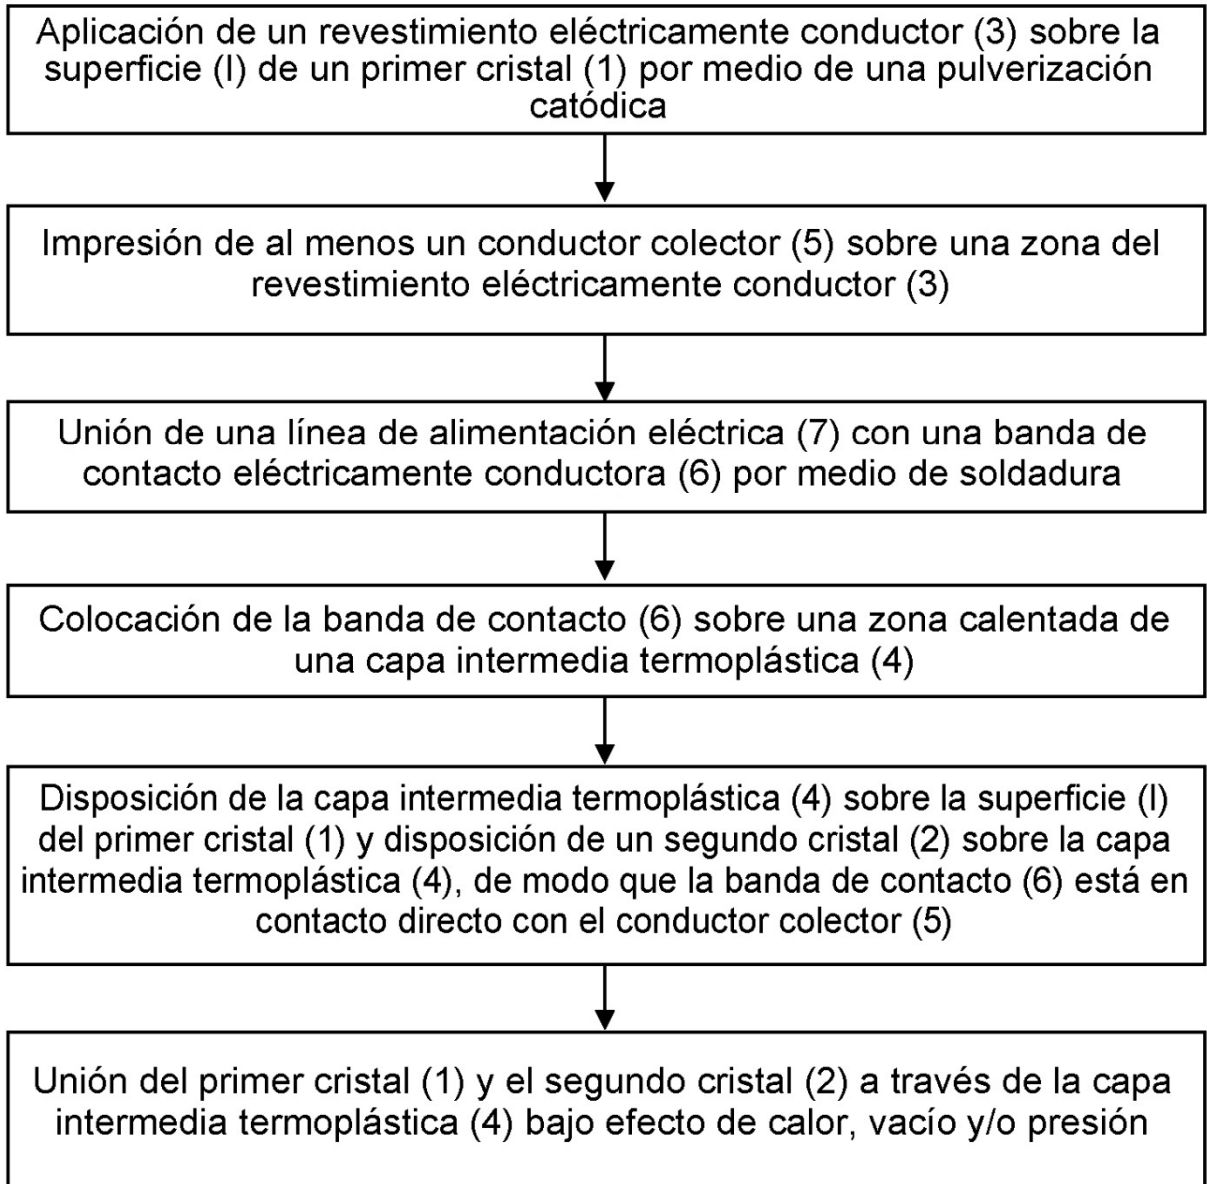 Aplicación de un revestimiento eléctricamente conductor (3) sobre la
superficie (I) de un primer cristal (1) por medio de una pulverización
catódica
Impresión de al menos un conductor colector (5) sobre una zona del
revestimiento eléctricamente conductor (3)
Unión de una línea de alimentación eléctrica (7) con una banda de
contacto eléctricamente conductora (6) por medio de soldadura
Colocación de la banda de contacto (6) sobre una zona calentada de
una capa intermedia termoplástica (4)
Disposición de la capa intermedia termoplástica (4) sobre la superficie (I)
del primer cristal (1) y disposición de un segundo cristal (2) sobre la capa
intermedia termoplástica (4), de modo que la banda de contacto (6) está en
contacto directo con el conductor colector (5)
Unión del primer cristal (1) y el segundo cristal (2) a través de la capa
intermedia termoplástica (4) bajo efecto de calor, vacío y/o presión